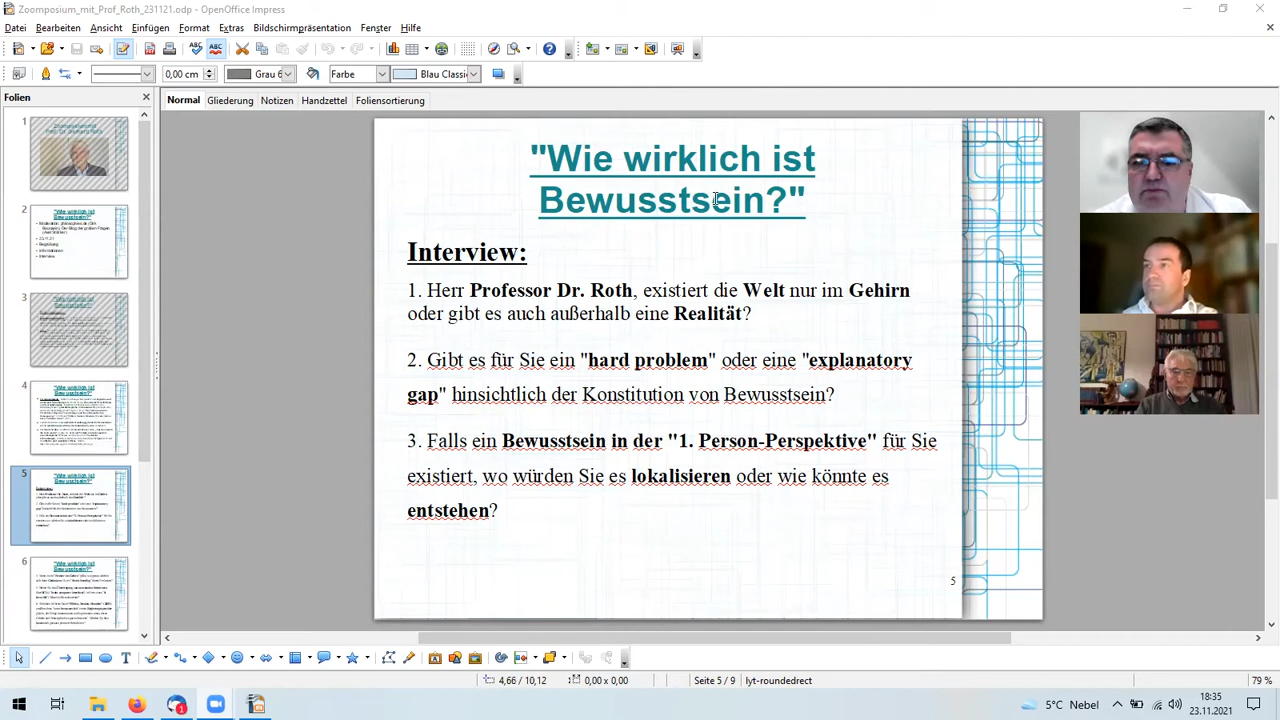 Zoomposium_mit_Prof_Roth_231121.odp - OpenOffice Impress
Datei Bearbeiten Ansicht Einfügen Format Extras Bildschirmpräsentation Fenster Hilfe
0,00 cm Grau 6 Farbe Blau Classi
Folien
Normal Gliederung Notizen Handzettel Foliensortierung
1
2
3
4
5
6
"Wie wirklich ist
Bewusstsein?"
Interview:
1. Herr Professor Dr. Roth, existiert die Welt nur im Gehirn
oder gibt es auch außerhalb eine Realität?
2. Gibt es für Sie ein "hard problem" oder eine "explanatory
gap" hinsichtlich der Konstitution von Bewusstsein?
3. Falls ein Bewusstsein in der "1. Person-Perspektive" für Sie
existiert, wo würden Sie es lokalisieren oder wie könnte es
entstehen?
5
4,66 / 10,12 0,00 x 0,00 Seite 5 / 9 lyt-roundedrect 79 %
5°C Nebel 18:35
23.11.2021